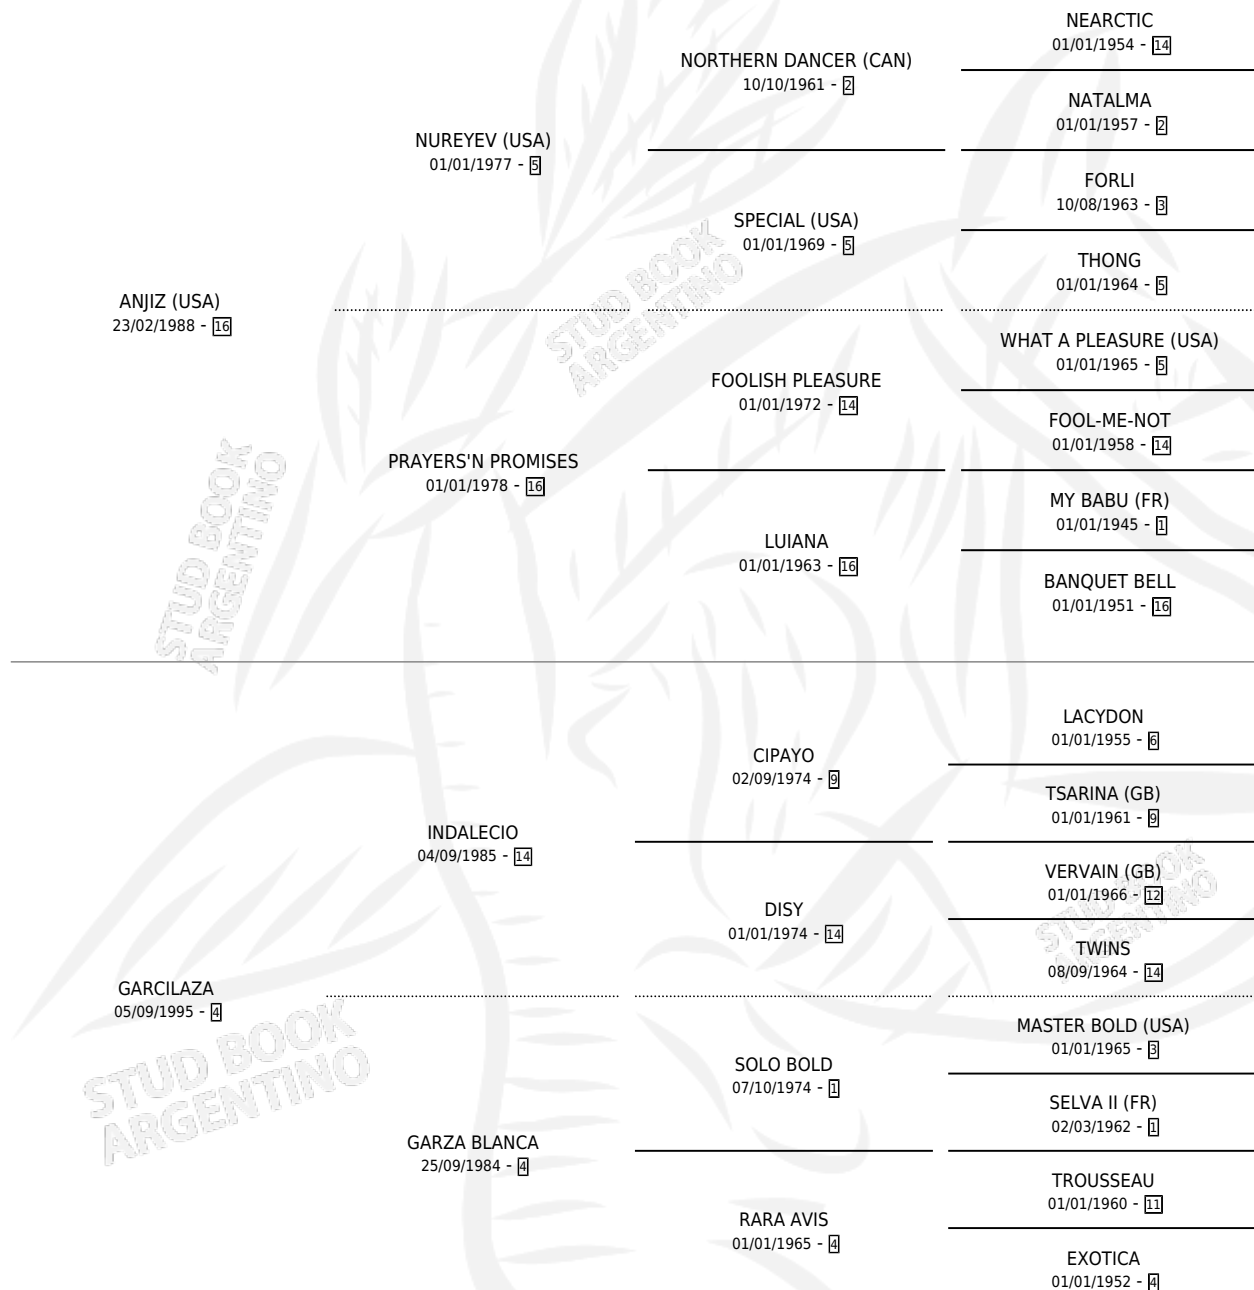 NEARCTIC
01/01/1954 - 14
NORTHERN DANCER (CAN)
10/10/1961 - 2
NATALMA
01/01/1957 - 2
NUREYEV (USA)
01/01/1977 - 5
FORLI
10/08/1963 - 3
SPECIAL (USA)
01/01/1969 - 5
THONG
01/01/1964 - 5
ANJIZ (USA)
23/02/1988 - 16
WHAT A PLEASURE (USA)
01/01/1965 - 5
FOOLISH PLEASURE
01/01/1972 - 14
FOOL-ME-NOT
01/01/1958 - 14
PRAYERS'N PROMISES
01/01/1978 - 16
MY BABU (FR)
01/01/1945 - 1
LUIANA
01/01/1963 - 16
BANQUET BELL
01/01/1951 - 16
LACYDON
01/01/1955 - 6
CIPAYO
02/09/1974 - 9
TSARINA (GB)
01/01/1961 - 9
INDALECIO
04/09/1985 - 14
VERVAIN (GB)
01/01/1966 - 12
DISY
01/01/1974 - 14
TWINS
08/09/1964 - 14
GARCILAZA
05/09/1995 - 4
MASTER BOLD (USA)
01/01/1965 - 3
SOLO BOLD
07/10/1974 - 1
SELVA II (FR)
02/03/1962 - 1
GARZA BLANCA
25/09/1984 - 4
TROUSSEAU
01/01/1960 - 11
RARA AVIS
01/01/1965 - 4
EXOTICA
01/01/1952 - 4
STUD BOOK
ARGENTINO
STUD BOOK
ARGENTINO
STUD BOOK
ARGENTINO
STUD BOOK
ARGENTINO